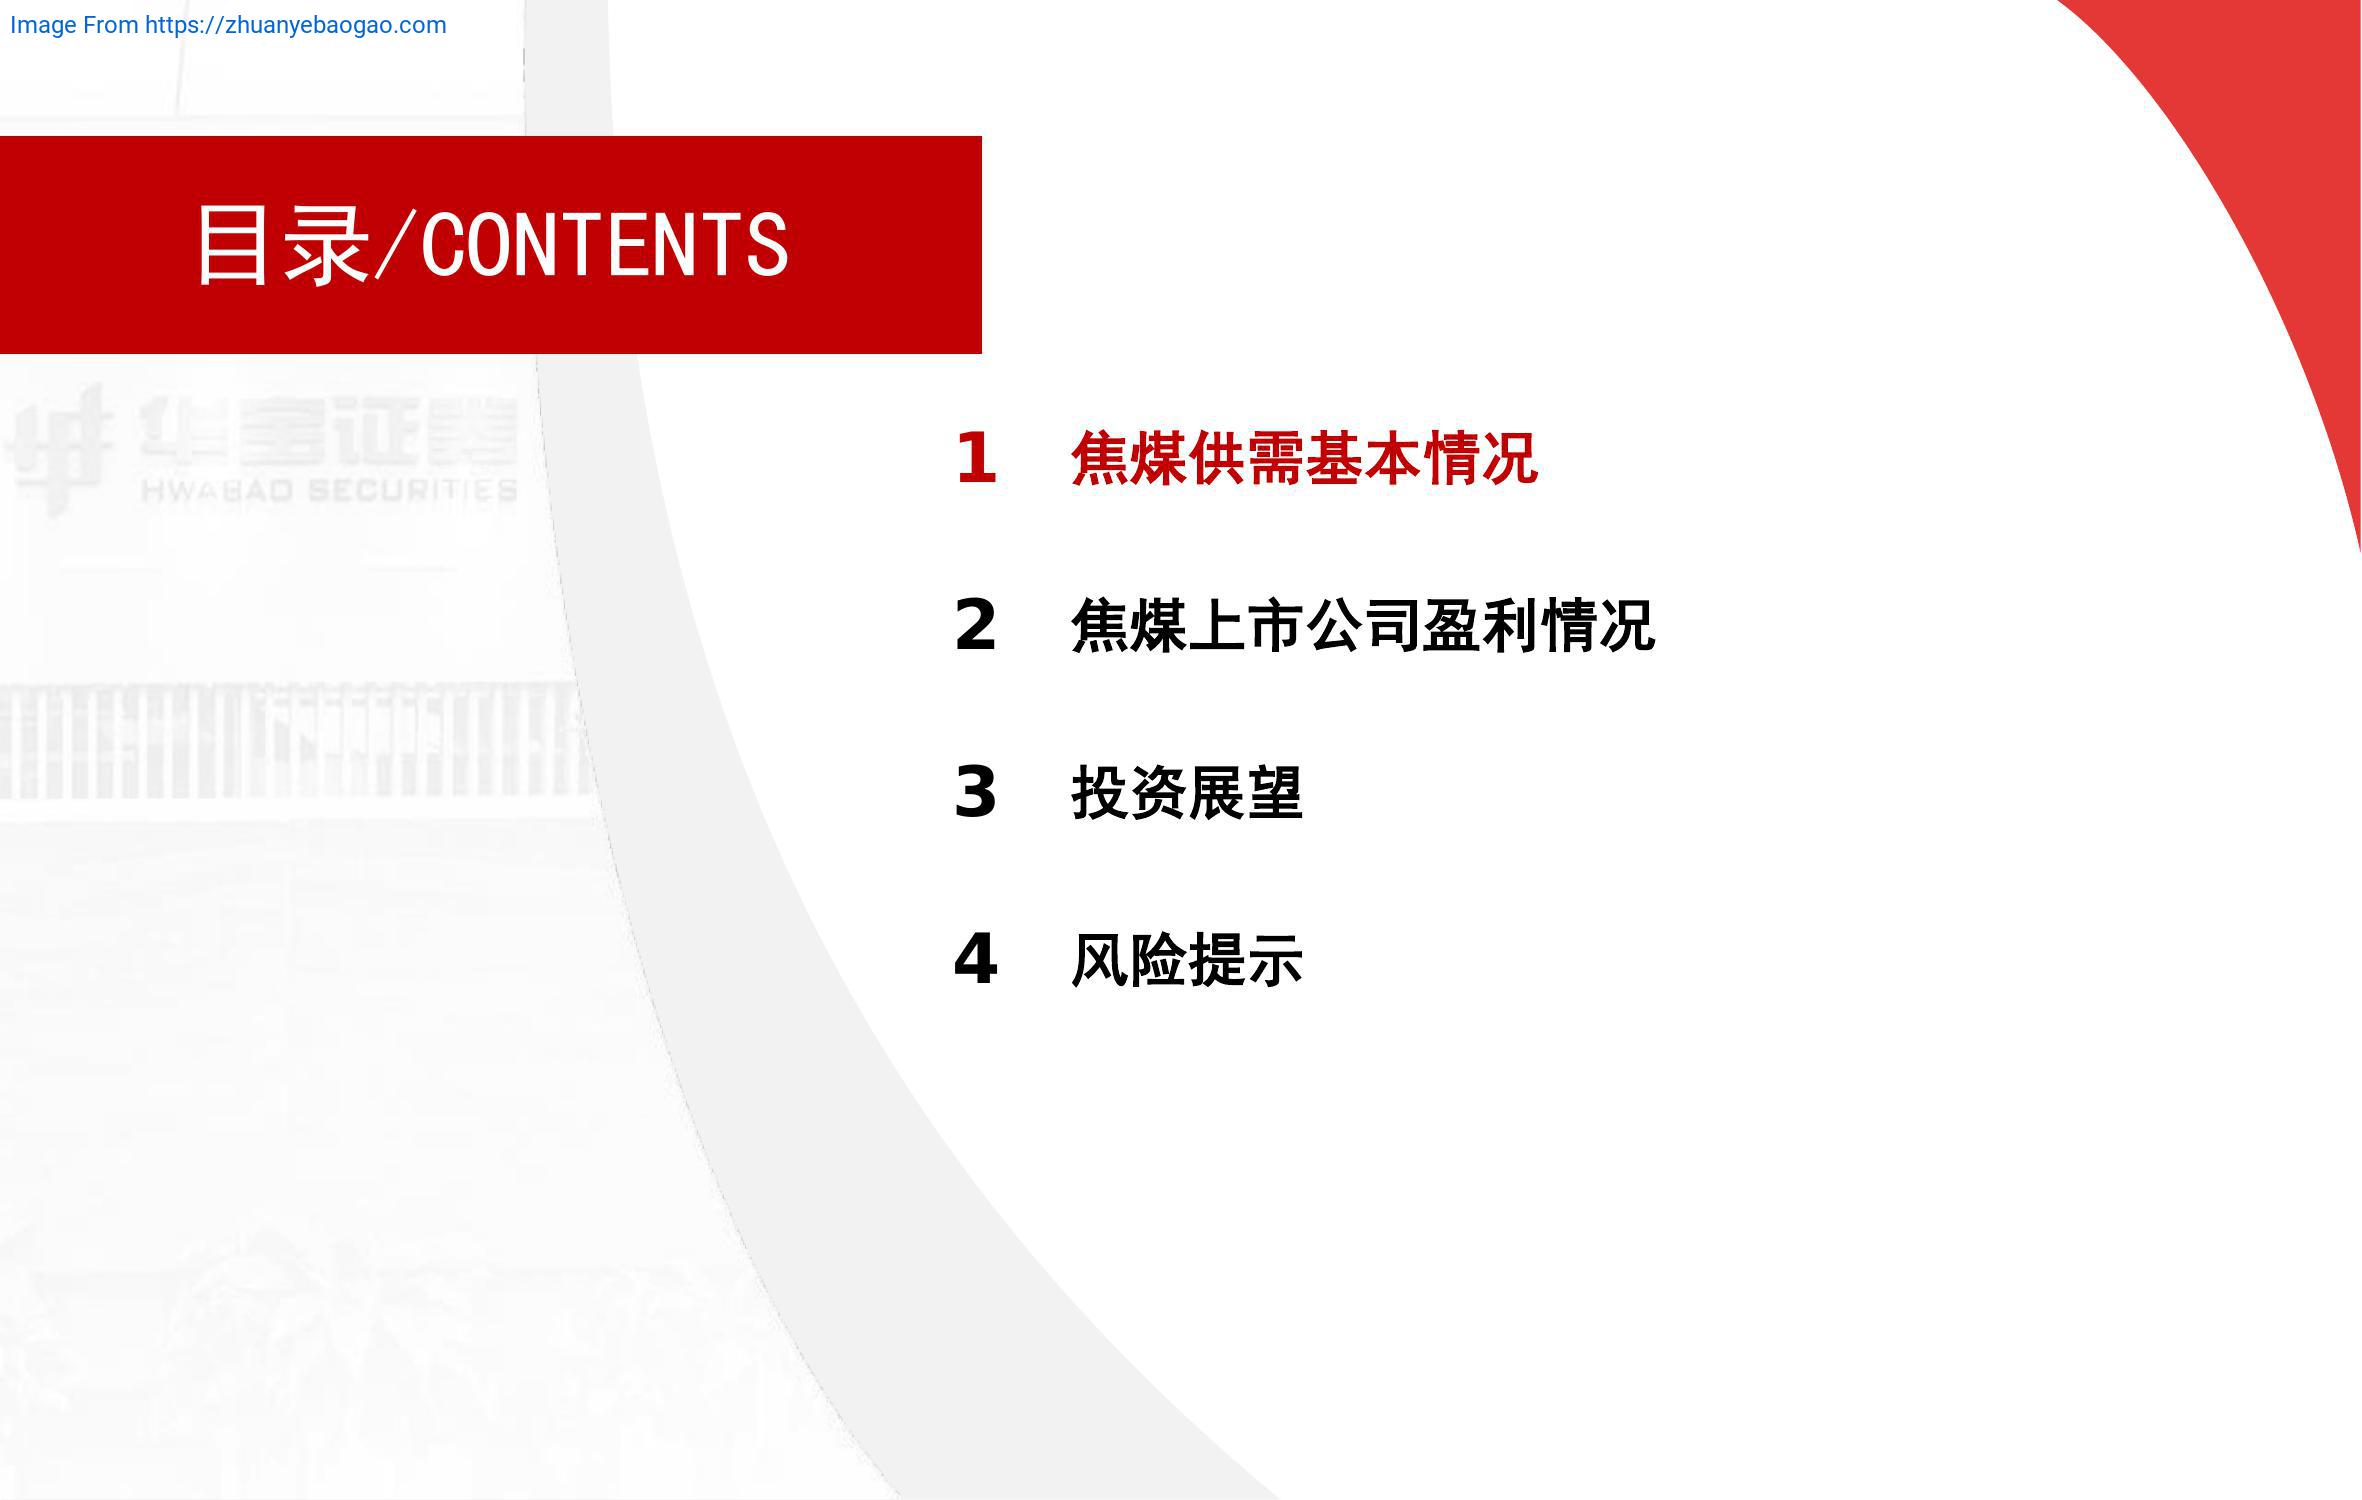 Image From https://zhuanyebaogao.com
目录/CONTENTS
华宝证券
HWABAO SECURITIES
1 焦煤供需基本情况
2 焦煤上市公司盈利情况
3 投资展望
4 风险提示